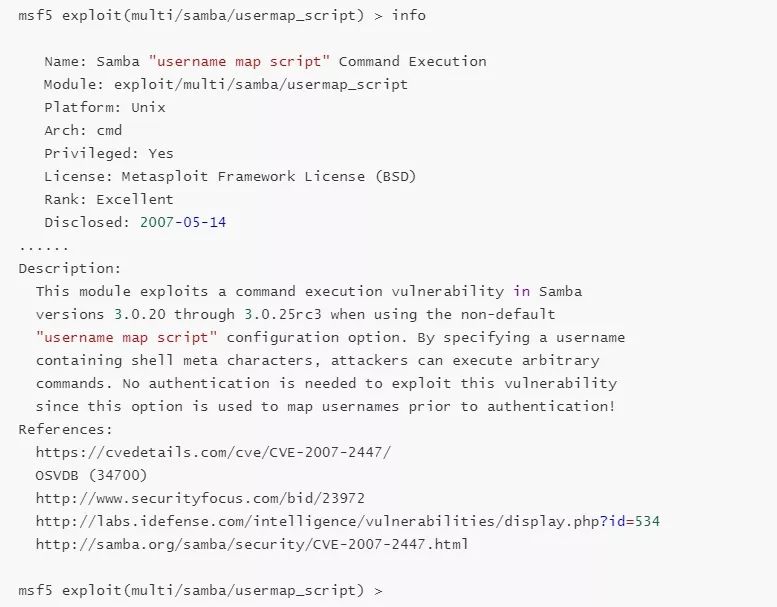 msf5 exploit(multi/samba/usermap_script) > info
Name: Samba "username map script" Command Execution
Module: exploit/multi/samba/usermap_script
Platform: Unix
Arch: cmd
Privileged: Yes
License: Metasploit Framework License (BSD)
Rank: Excellent
Disclosed: 2007-05-14
......
Description:
This module exploits a command execution vulnerability in Samba
versions 3.0.20 through 3.0.25rc3 when using the non-default
"username map script" configuration option. By specifying a username
containing shell meta characters, attackers can execute arbitrary
commands. No authentication is needed to exploit this vulnerability
since this option is used to map usernames prior to authentication!
References:
https://cvedetails.com/cve/CVE-2007-2447/
OSVDB (34700)
http://www.securityfocus.com/bid/23972
http://labs.idefense.com/intelligence/vulnerabilities/display.php?id=534
http://samba.org/samba/security/CVE-2007-2447.html
msf5 exploit(multi/samba/usermap_script) >